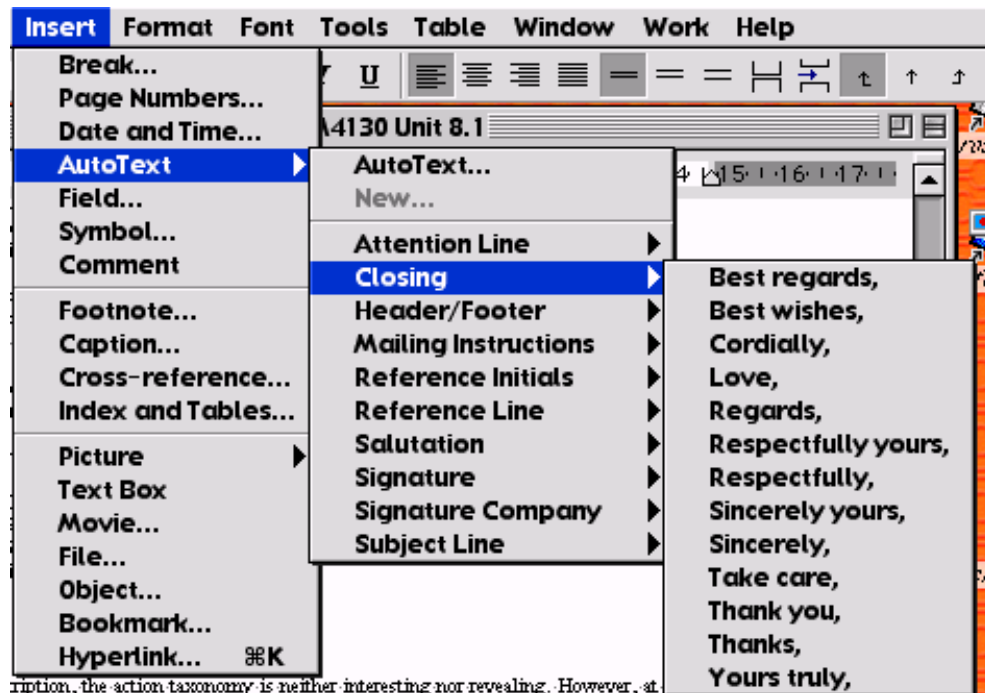 Insert Format Font Tools Table Window Work Help
U
A4130 Unit 8.1
15 16 17
Break...
Page Numbers...
Date and Time...
AutoText
Field...
Symbol...
Comment
Footnote...
Caption...
Cross-reference...
Index and Tables...
Picture
Text Box
Movie...
File...
Object...
Bookmark...
Hyperlink... ⌘K
AutoText...
New...
Attention Line
Closing
Header/Footer
Mailing Instructions
Reference Initials
Reference Line
Salutation
Signature
Signature Company
Subject Line
Best regards,
Best wishes,
Cordially,
Love,
Regards,
Respectfully yours,
Respectfully,
Sincerely yours,
Sincerely,
Take care,
Thank you,
Thanks,
Yours truly,
the action taxonomy is neither interesting nor revealing. However, at